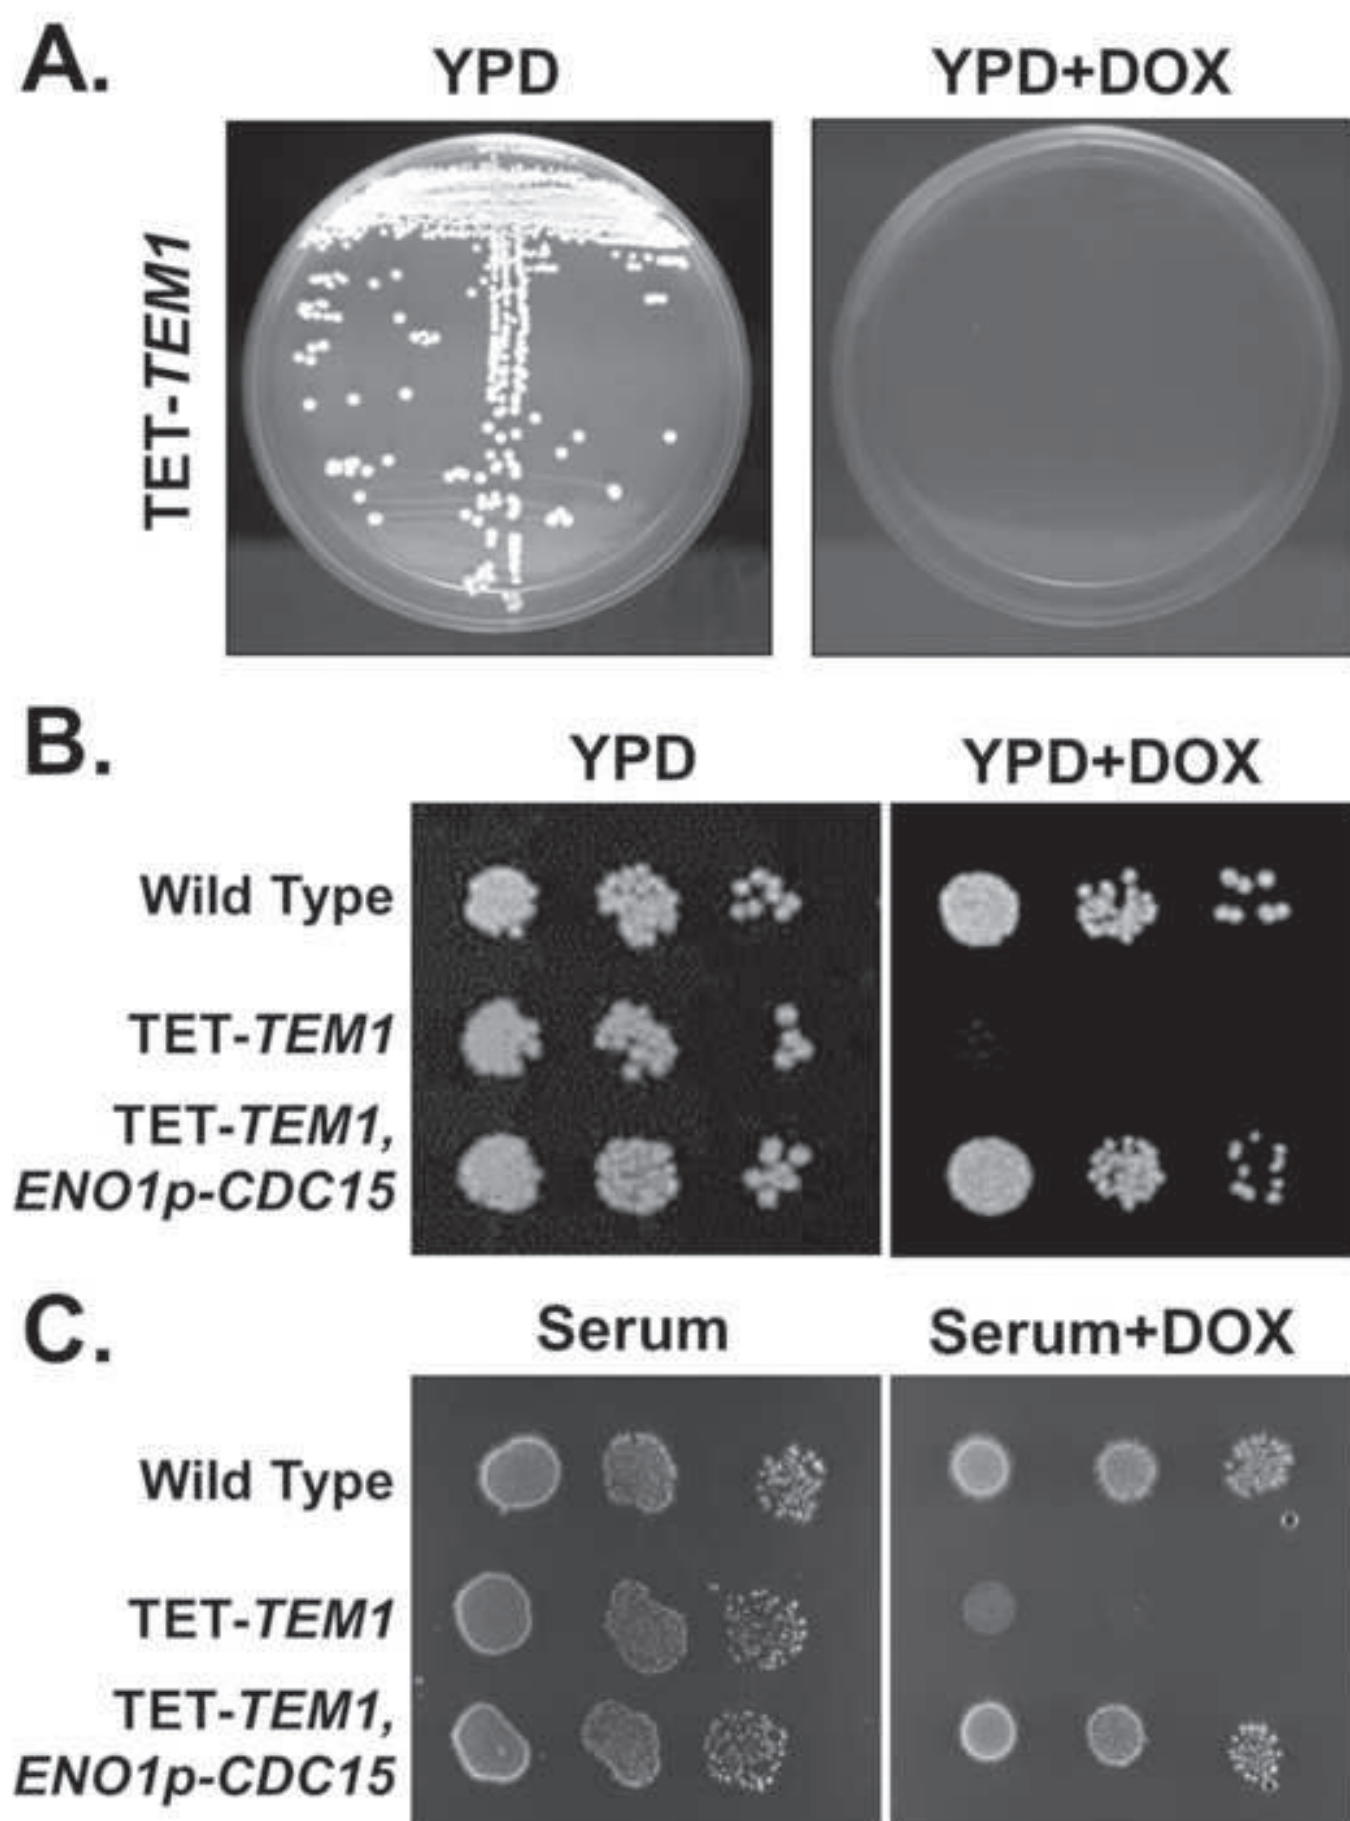 A.
YPD
YPD+DOX
TET-TEM1
B.
YPD
YPD+DOX
Wild Type
TET-TEM1
TET-TEM1,
ENO1p-CDC15
C.
Serum
Serum+DOX
Wild Type
TET-TEM1
TET-TEM1,
ENO1p-CDC15